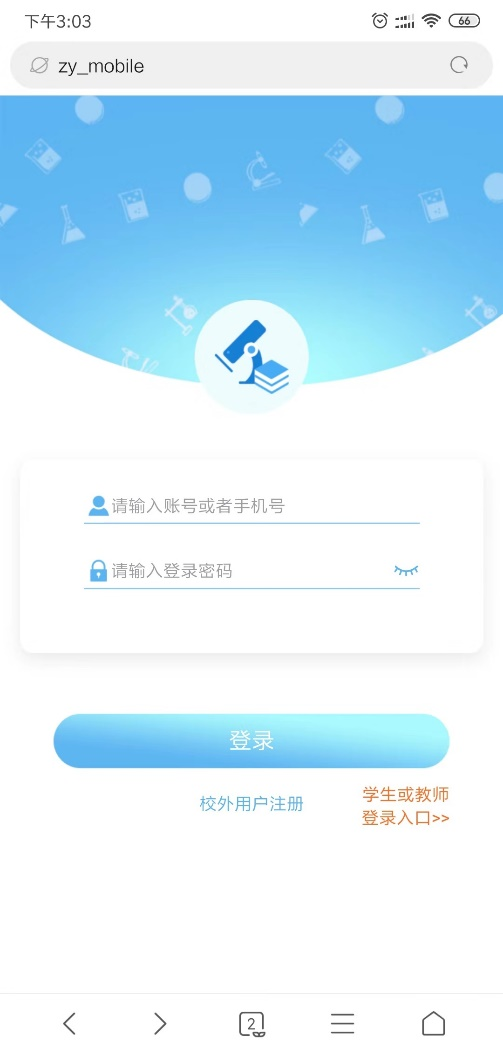 下午3:03
66
zy_mobile
请输入账号或者手机号
请输入登录密码
登录
校外用户注册
学生或教师
登录入口>>
2